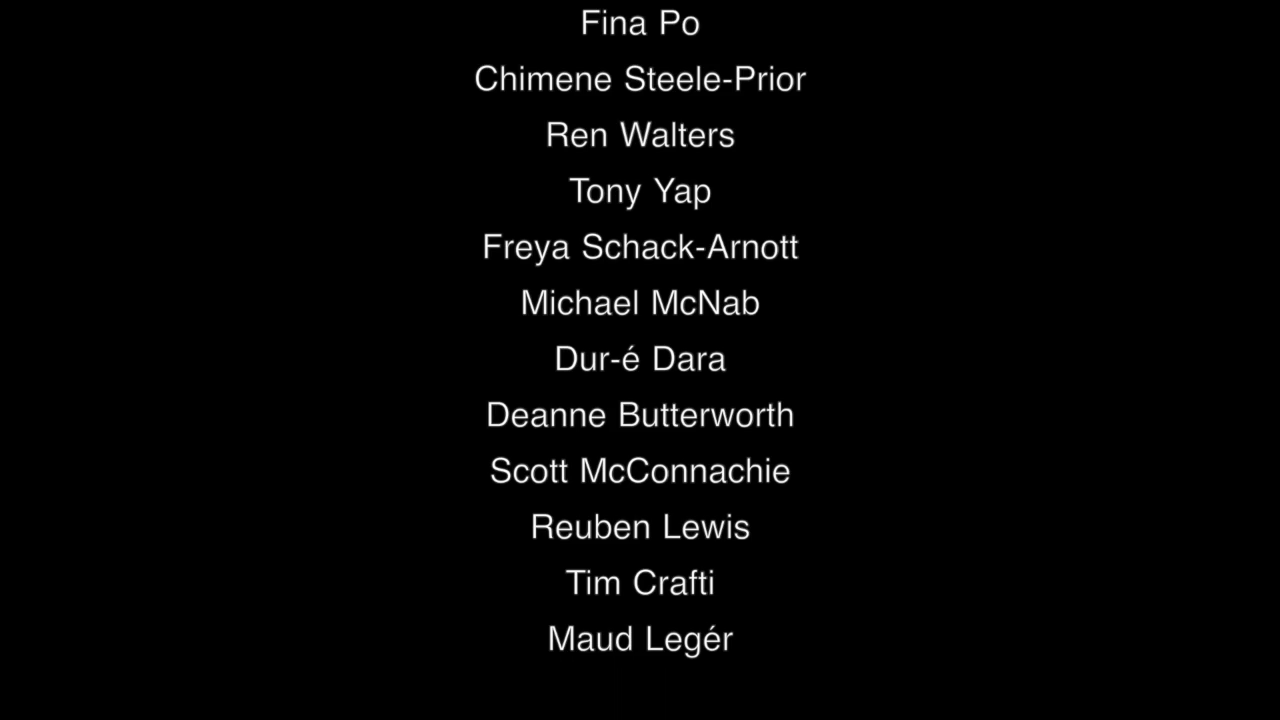 Fina Po
Chimene Steele-Prior
Ren Walters
Tony Yap
Freya Schack-Arnott
Michael McNab
Dur-é Dara
Deanne Butterworth
Scott McConnachie
Reuben Lewis
Tim Crafti
Maud Legér